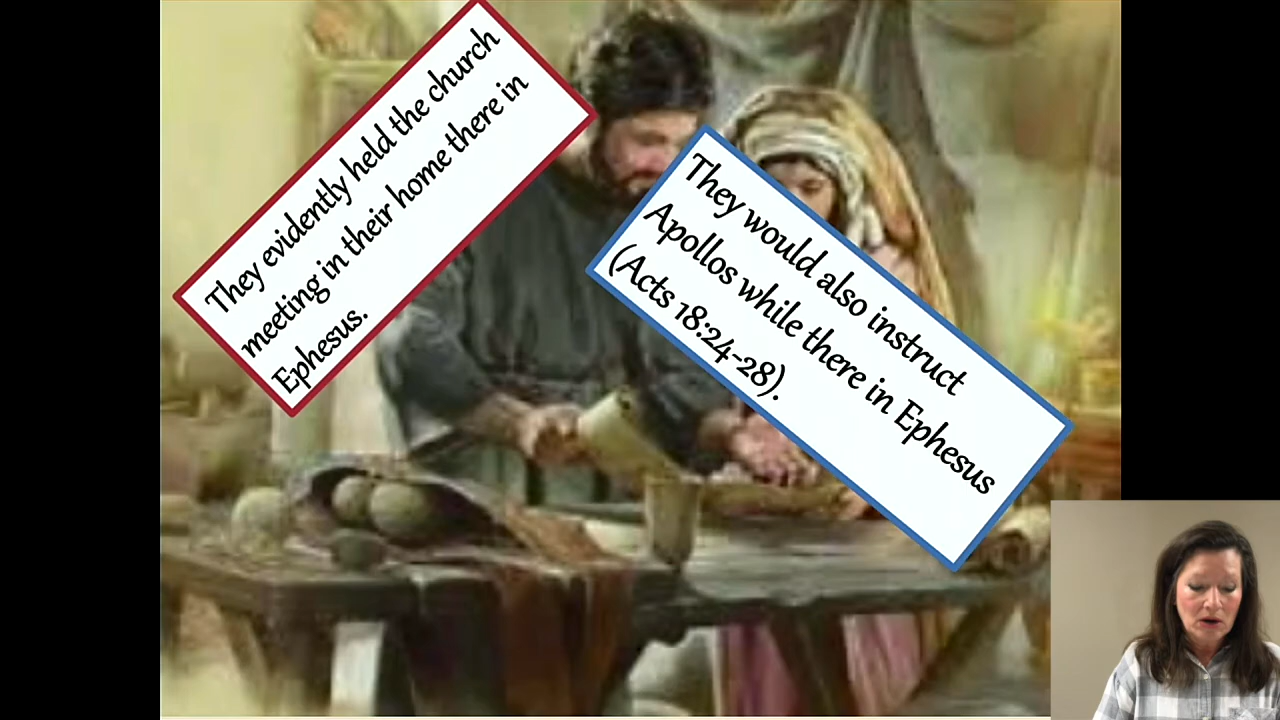 They evidently held the church
meeting in their home there in
Ephesus.
They would also instruct
Apollos while there in Ephesus
(Acts 18:24-28).